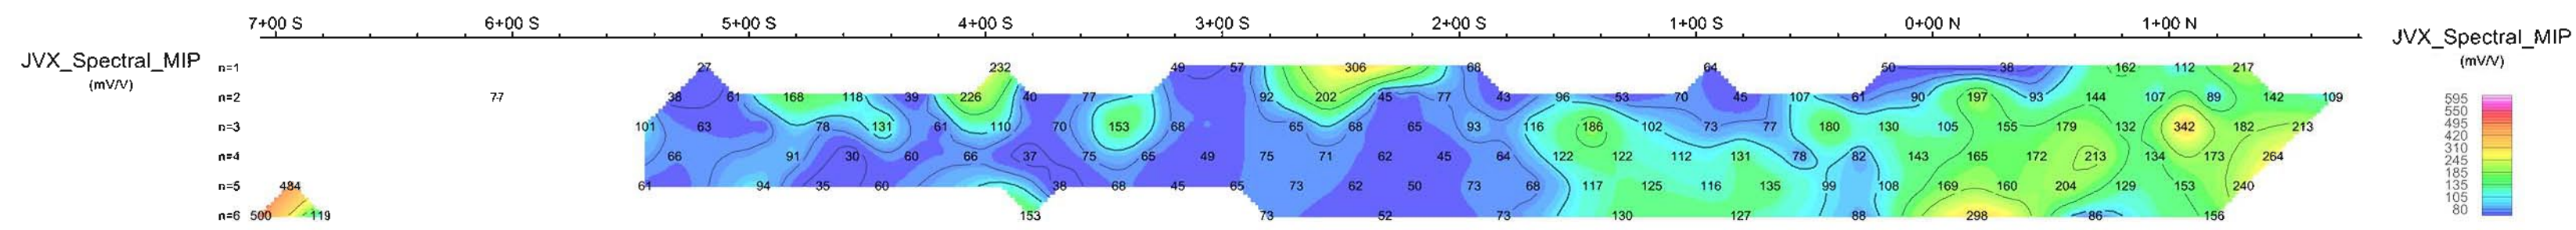 7+00 S 6+00 S 5+00 S 4+00 S 3+00 S 2+00 S 1+00 S 0+00 N 1+00 N
JVX_Spectral_MIP
(mV/V)
n=1 27 232 49 57 306 68 64 50 38 162 112 217
n=2 77 38 61 168 118 39 226 40 77 92 202 45 77 43 96 53 70 45 107 61 90 197 93 144 107 89 142 109
n=3 101 63 78 131 61 110 70 153 68 65 68 65 93 116 186 102 73 77 180 130 105 155 179 132 342 182 213
n=4 66 91 30 60 66 37 75 65 49 75 71 62 45 64 122 122 112 131 78 82 143 165 172 213 134 173 264
n=5 484 61 94 35 60 38 68 45 65 73 62 50 73 68 117 125 116 135 99 108 169 160 204 129 153 240
n=6 500 119 153 73 52 73 130 127 88 298 86 156
JVX_Spectral_MIP
(mV/V)
595
550
495
420
310
245
185
135
105
80